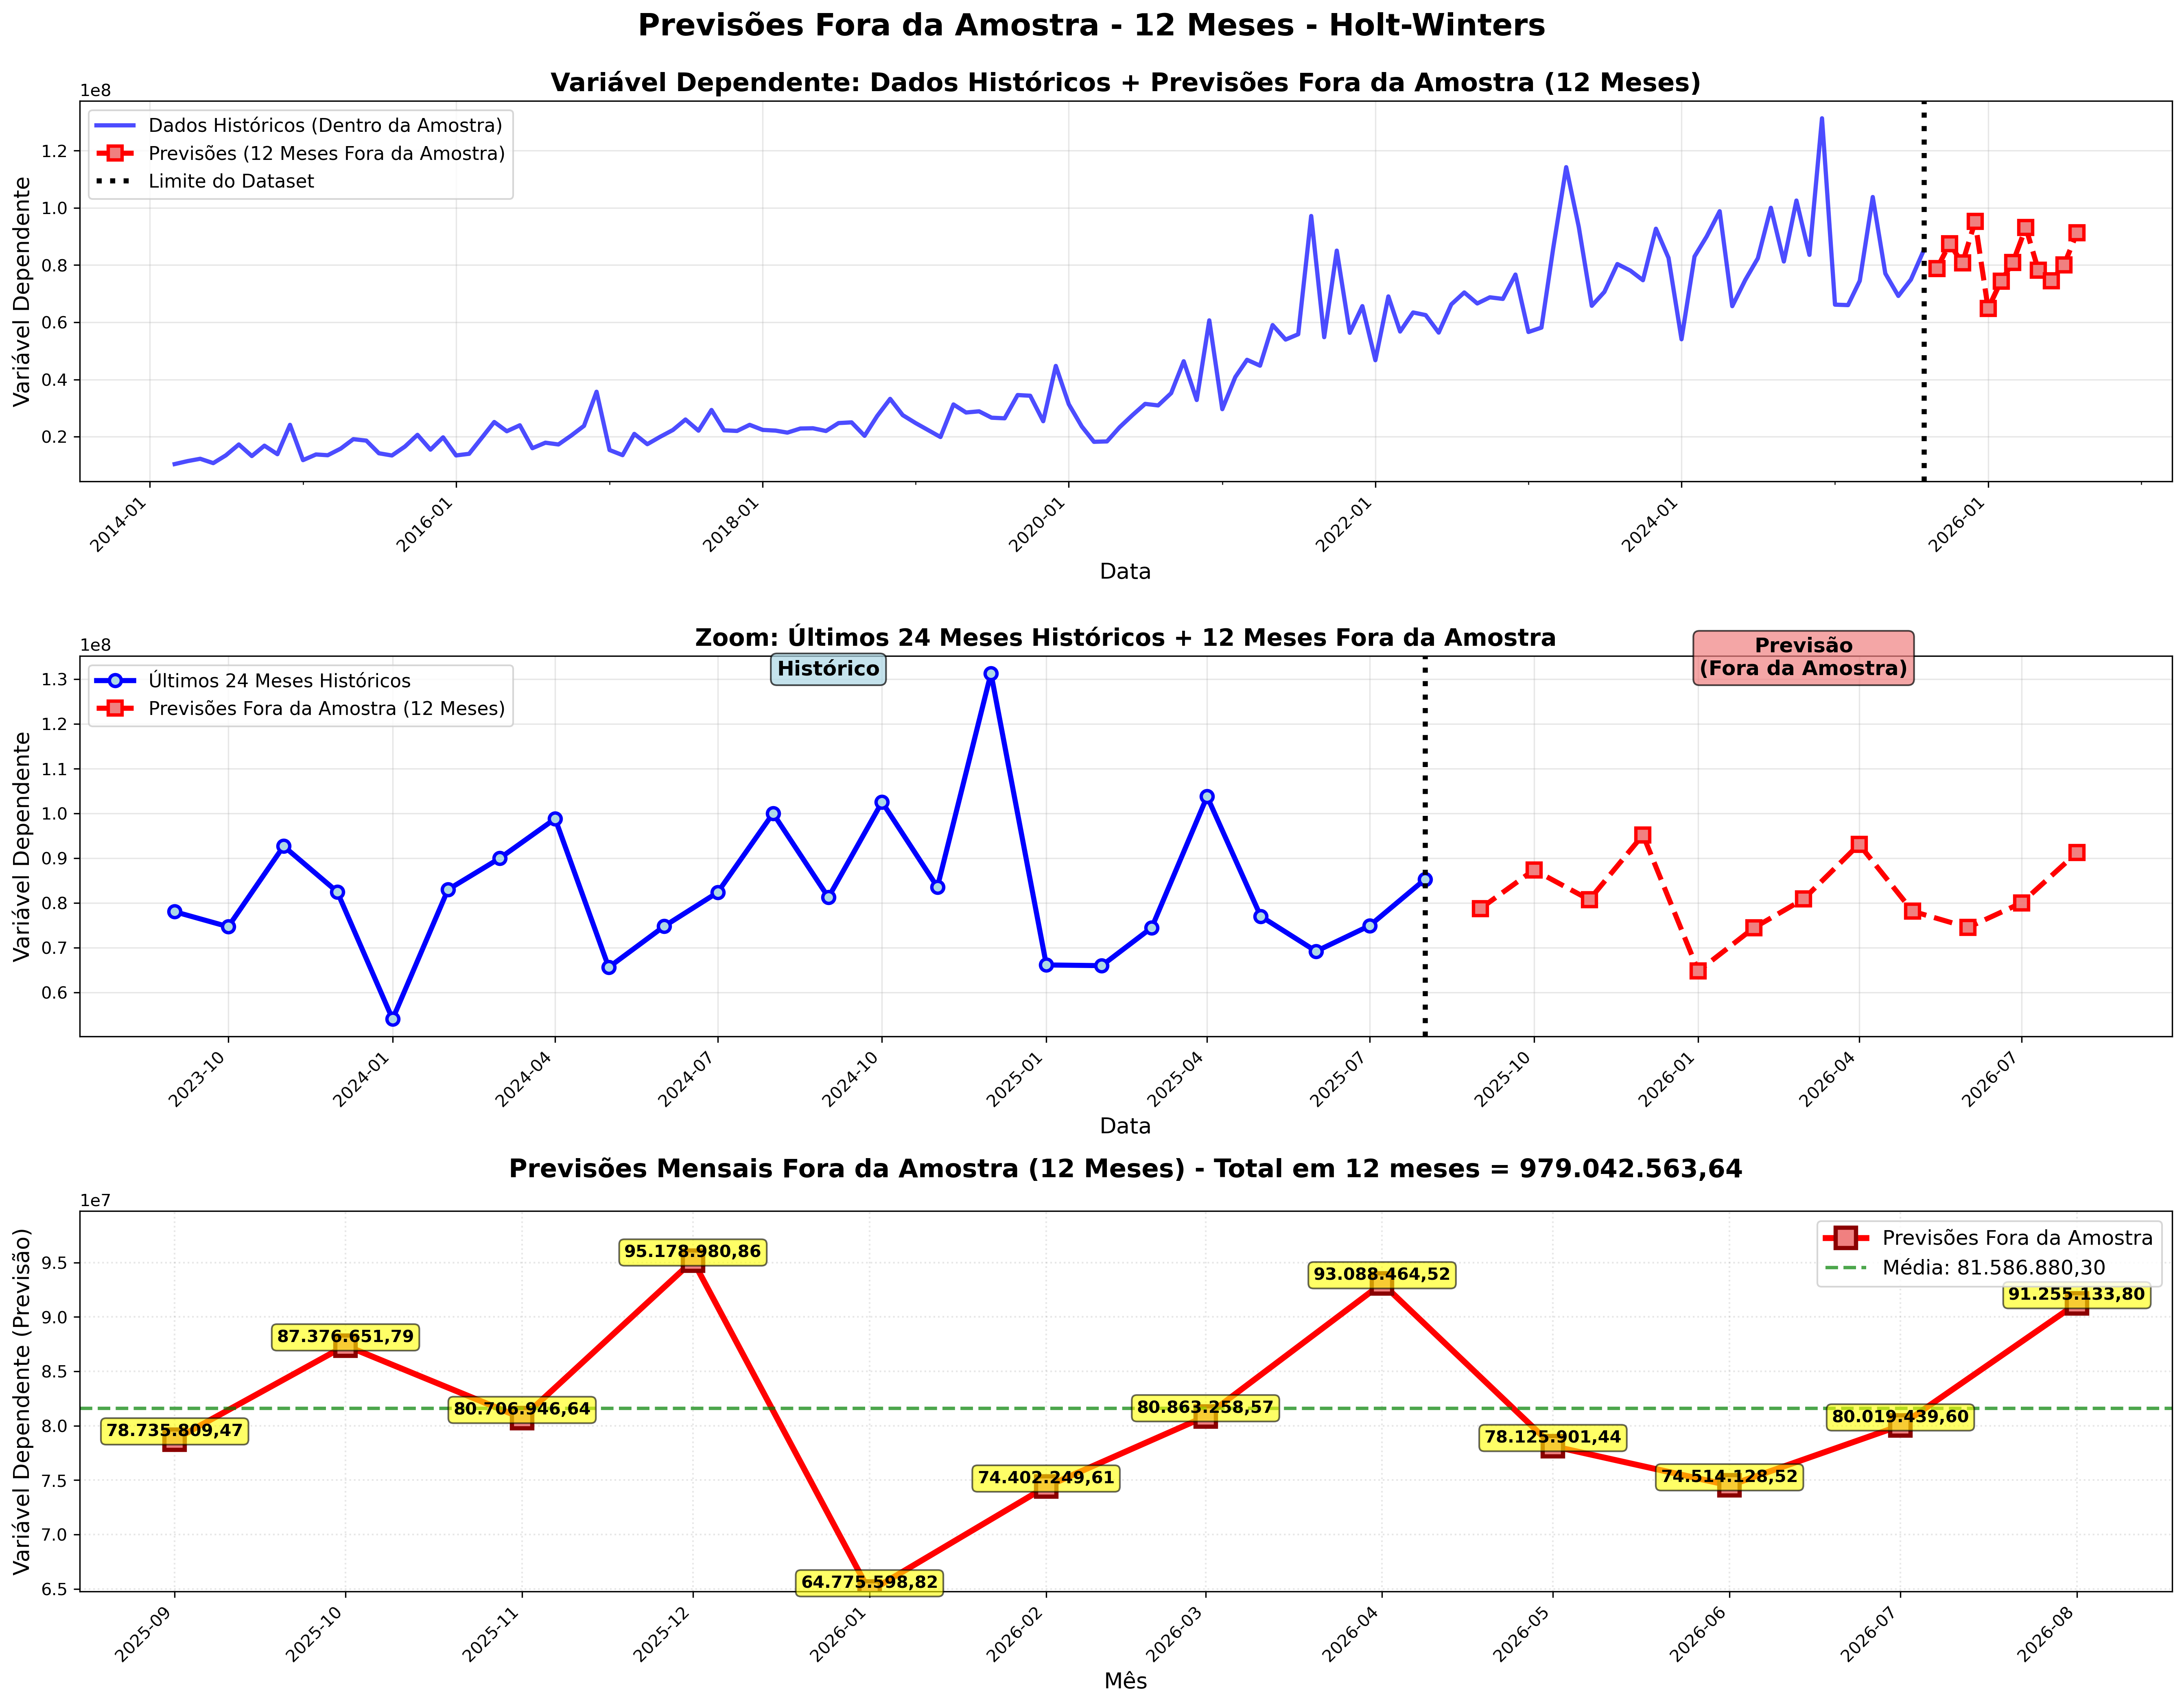 Previsões Fora da Amostra - 12 Meses - Holt-Winters
Variável Dependente: Dados Históricos + Previsões Fora da Amostra (12 Meses)
1e8
Dados Históricos (Dentro da Amostra)
Previsões (12 Meses Fora da Amostra)
Limite do Dataset
Variável Dependente
1.2
1.0
0.8
0.6
0.4
0.2
2014-01
2016-01
2018-01
2020-01
2022-01
2024-01
2026-01
Data
Zoom: Últimos 24 Meses Históricos + 12 Meses Fora da Amostra
1e8
Últimos 24 Meses Históricos
Previsões Fora da Amostra (12 Meses)
Histórico
Previsão
(Fora da Amostra)
Variável Dependente
1.3
1.2
1.1
1.0
0.9
0.8
0.7
0.6
2023-10
2024-01
2024-04
2024-07
2024-10
2025-01
2025-04
2025-07
2025-10
2026-01
2026-04
2026-07
Data
Previsões Mensais Fora da Amostra (12 Meses) - Total em 12 meses = 979.042.563,64
1e7
Previsões Fora da Amostra
Média: 81.586.880,30
Variável Dependente (Previsão)
9.5
9.0
8.5
8.0
7.5
7.0
6.5
78.735.809,47
87.376.651,79
80.706.946,64
95.178.980,86
64.775.598,82
74.402.249,61
80.863.258,57
93.088.464,52
78.125.901,44
74.514.128,52
80.019.439,60
91.255.133,80
2025-09
2025-10
2025-11
2025-12
2026-01
2026-02
2026-03
2026-04
2026-05
2026-06
2026-07
2026-08
Mês